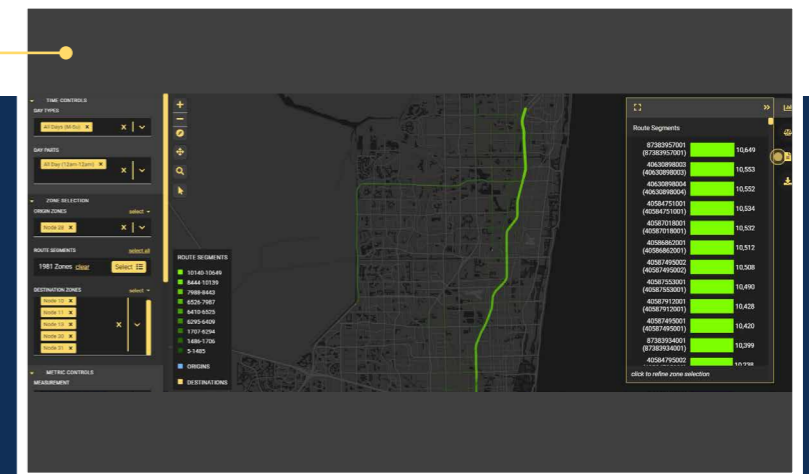 TIME CONTROLS
DAY TYPES
All Days (M-Su) ×
DAY PARTS
All Day (12am-12am) ×
ZONE SELECTION
ORIGIN ZONES select
Node 28 ×
ROUTE SEGMENTS select all
1981 Zones clear Select
DESTINATION ZONES select
Node 10 ×
Node 11 ×
Node 30 ×
Node 31 ×
METRIC CONTROLS
MEASUREMENT
ROUTE SEGMENTS
10140-10649
8444-10139
7988-8443
6526-7987
6410-6525
6295-6409
1707-6294
1486-1706
5-1485
ORIGINS
DESTINATIONS
Route Segments
87383957001
(87383957001) 10,649
40630898003
(40630898003) 10,553
40630898004
(40630898004) 10,552
40584751001
(40584751001) 10,534
40587018001
(40587018001) 10,532
40586862001
(40586862001) 10,512
40587495002
(40587495002) 10,508
40587553001
(40587553001) 10,490
40587912001
(40587912001) 10,428
40587495001
(40587495001) 10,420
87383934001
(87383934001) 10,399
40584795002
click to refine zone selection